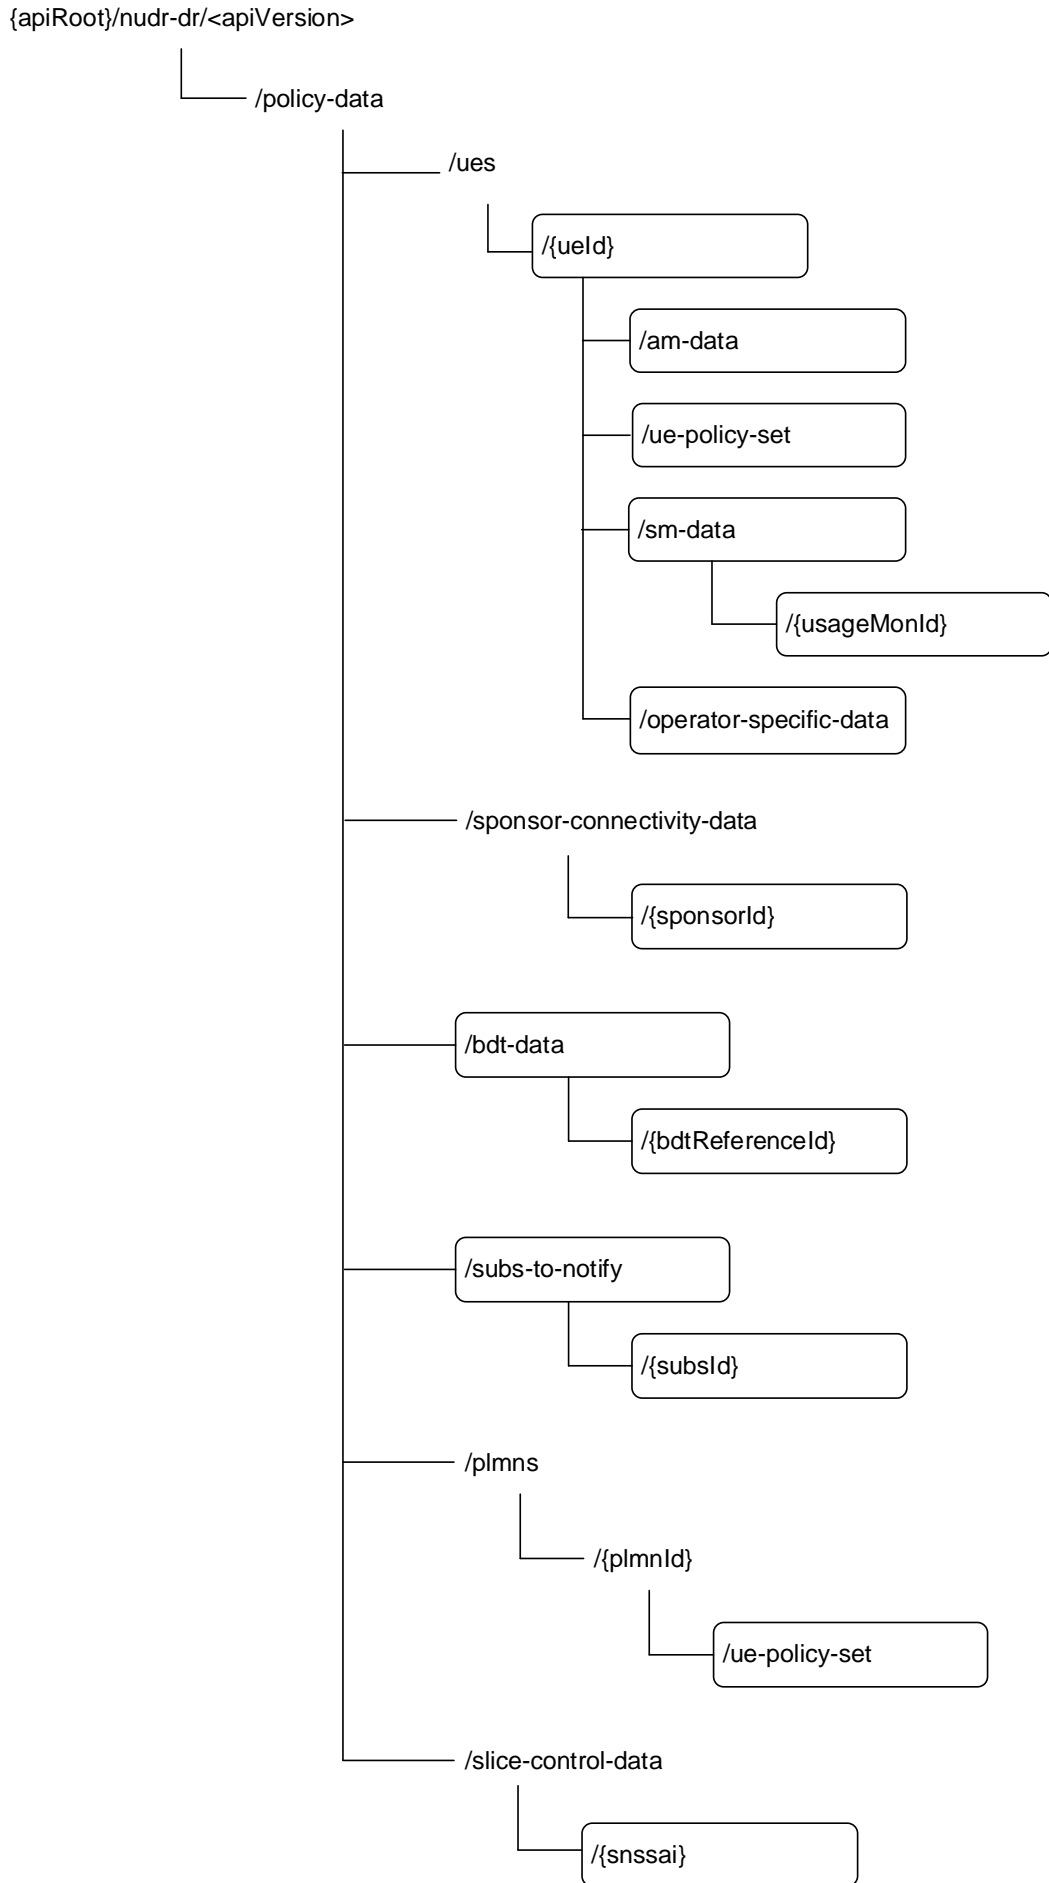 {apiRoot}/nudr-dr/<apiVersion>
/policy-data
/ues
/{ueId}
/am-data
/ue-policy-set
/sm-data
/{usageMonId}
/operator-specific-data
/sponsor-connectivity-data
/{sponsorId}
/bdt-data
/{bdtReferenceId}
/subs-to-notify
/{subsId}
/plmns
/{plmnId}
/ue-policy-set
/slice-control-data
/{snssai}